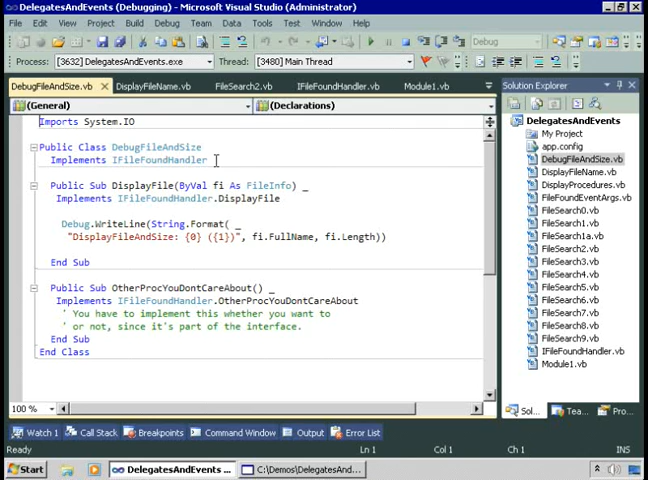 DelegatesAndEvents (Debugging) - Microsoft Visual Studio (Administrator)
File Edit View Project Build Debug Team Data Tools Test Window Help
Debug
Process: [3632] DelegatesAndEvents.exe Thread: [3480] Main Thread
DebugFileAndSize.vb DisplayFileName.vb FileSearch2.vb IFileFoundHandler.vb Module1.vb
(General) (Declarations)
Imports System.IO
Public Class DebugFileAndSize
Implements IFileFoundHandler
Public Sub DisplayFile(ByVal fi As FileInfo) _
Implements IFileFoundHandler.DisplayFile
Debug.WriteLine(String.Format( _
"DisplayFileAndSize: {0} ({1})", fi.FullName, fi.Length))
End Sub
Public Sub OtherProcYouDontCareAbout() _
Implements IFileFoundHandler.OtherProcYouDontCareAbout
' You have to implement this whether you want to
' or not, since it's part of the interface.
End Sub
End Class
100 %
Solution Explorer
DelegatesAndEvents
My Project
app.config
DebugFileAndSize.vb
DisplayFileName.vb
DisplayProcedures.vb
FileFoundEventArgs.vb
FileSearch0.vb
FileSearch1.vb
FileSearch1a.vb
FileSearch2.vb
FileSearch3.vb
FileSearch4.vb
FileSearch5.vb
FileSearch6.vb
FileSearch7.vb
FileSearch8.vb
FileSearch9.vb
IFileFoundHandler.vb
Module1.vb
Sol... Tea... Pro...
Watch 1 Call Stack Breakpoints Command Window Output Error List
Ready Ln 1 Col 1 Ch 1 INS
Start DelegatesAndEvents ... C:\Demos\DelegatesAnd...